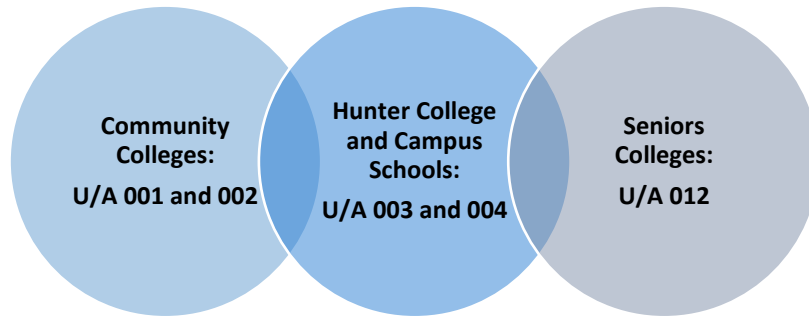 Community
Colleges:
U/A 001 and 002
Hunter College
and Campus
Schools:
U/A 003 and 004
Seniors
Colleges:
U/A 012